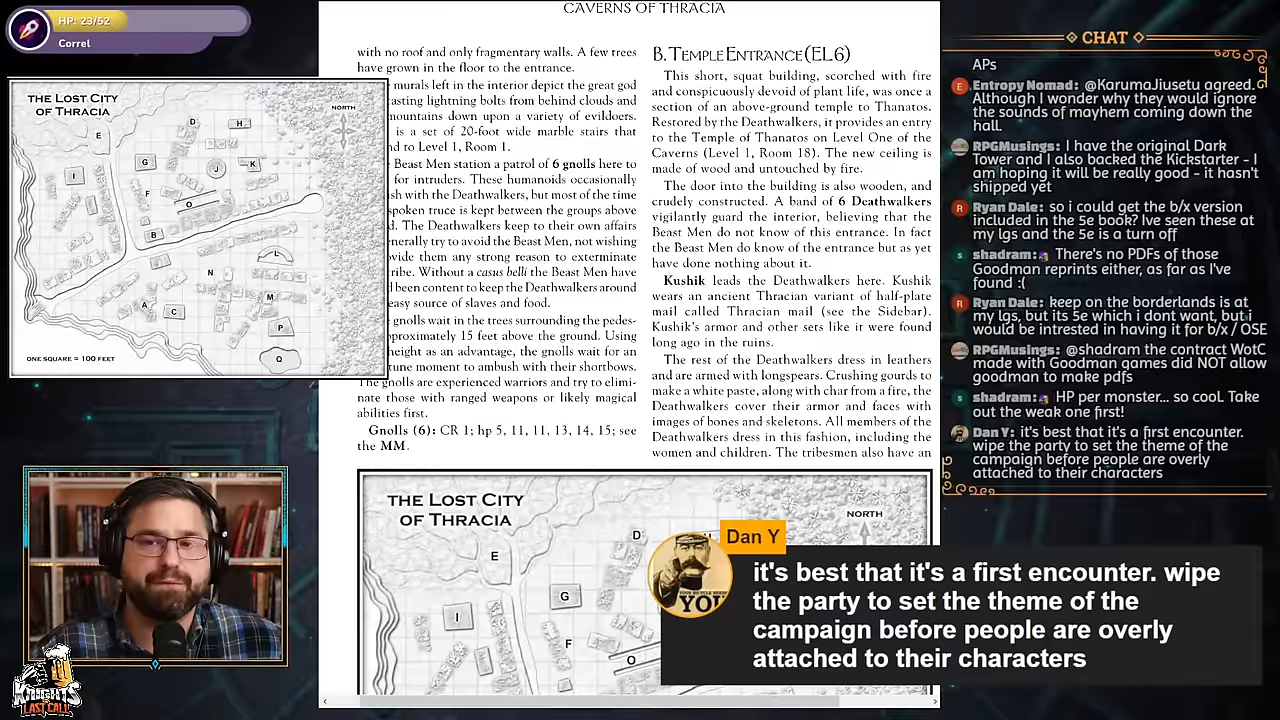 HP: 23/52
Correl
THE LOST CITY
OF THRACIA
NORTH
E
D
H
G
K
I
J
F
O
B
L
N
A
C
M
P
Q
ONE SQUARE = 100 FEET
CAVERNS OF THRACIA
with no roof and only fragmentary walls. A few trees
have grown in the floor to the entrance.
murals left in the interior depict the great god
asting lightning bolts from behind clouds and
mountains down upon a variety of evildoers.
is a set of 20-foot wide marble stairs that
nd to Level 1, Room 1.
Beast Men station a patrol of 6 gnolls here to
for intruders. These humanoids occasionally
sh with the Deathwalkers, but most of the time
spoken truce is kept between the groups above
d. The Deathwalkers keep to their own affairs
enerally try to avoid the Beast Men, not wishing
vide them any strong reason to exterminate
ribe. Without a casus belli the Beast Men have
d been content to keep the Deathwalkers around
easy source of slaves and food.
gnolls wait in the trees surrounding the pedes-
pproximately 15 feet above the ground. Using
height as an advantage, the gnolls wait for an
tune moment to ambush with their shortbows.
The gnolls are experienced warriors and try to elimi-
nate those with ranged weapons or likely magical
abilities first.
Gnolls (6): CR 1; hp 5, 11, 11, 13, 14, 15; see
the MM.
B. TEMPLE ENTRANCE (EL 6)
This short, squat building, scorched with fire
and conspicuously devoid of plant life, was once a
section of an above-ground temple to Thanatos.
Restored by the Deathwalkers, it provides an entry
to the Temple of Thanatos on Level One of the
Caverns (Level 1, Room 18). The new ceiling is
made of wood and untouched by fire.
The door into the building is also wooden, and
crudely constructed. A band of 6 Deathwalkers
vigilantly guard the interior, believing that the
Beast Men do not know of this entrance. In fact
the Beast Men do know of the entrance but as yet
have done nothing about it.
Kushik leads the Deathwalkers here. Kushik
wears an ancient Thracian variant of half-plate
mail called Thracian mail (see the Sidebar).
Kushik's armor and other sets like it were found
long ago in the ruins.
The rest of the Deathwalkers dress in leathers
and are armed with longspears. Crushing gourds to
make a white paste, along with char from a fire, the
Deathwalkers cover their armor and faces with
images of bones and skeletons. All members of the
Deathwalkers dress in this fashion, including the
women and children. The tribesmen also have an
THE LOST CITY
OF THRACIA
NORTH
D
E
G
I
F
O
CHAT
APs
Entropy Nomad: @KarumaJiusetu agreed.
Although I wonder why they would ignore
the sounds of mayhem coming down the
hall.
RPGMusings: I have the original Dark
Tower and I also backed the Kickstarter - I
am hoping it will be really good - it hasn't
shipped yet
Ryan Dale: so i could get the b/x version
included in the 5e book? Ive seen these at
my lgs and the 5e is a turn off
shadram: There's no PDFs of those
Goodman reprints either, as far as I've
found :(
Ryan Dale: keep on the borderlands is at
my lgs, but its 5e which i dont want, but i
would be intrested in having it for b/x / OSE
RPGMusings: @shadram the contract WotC
made with Goodman games did NOT allow
goodman to make pdfs
shadram: HP per monster... so cool. Take
out the weak one first!
Dan Y: it's best that it's a first encounter.
wipe the party to set the theme of the
campaign before people are overly
attached to their characters
Dan Y
YOU
it's best that it's a first encounter. wipe
the party to set the theme of the
campaign before people are overly
attached to their characters
KNIGHTS
LAST CALL